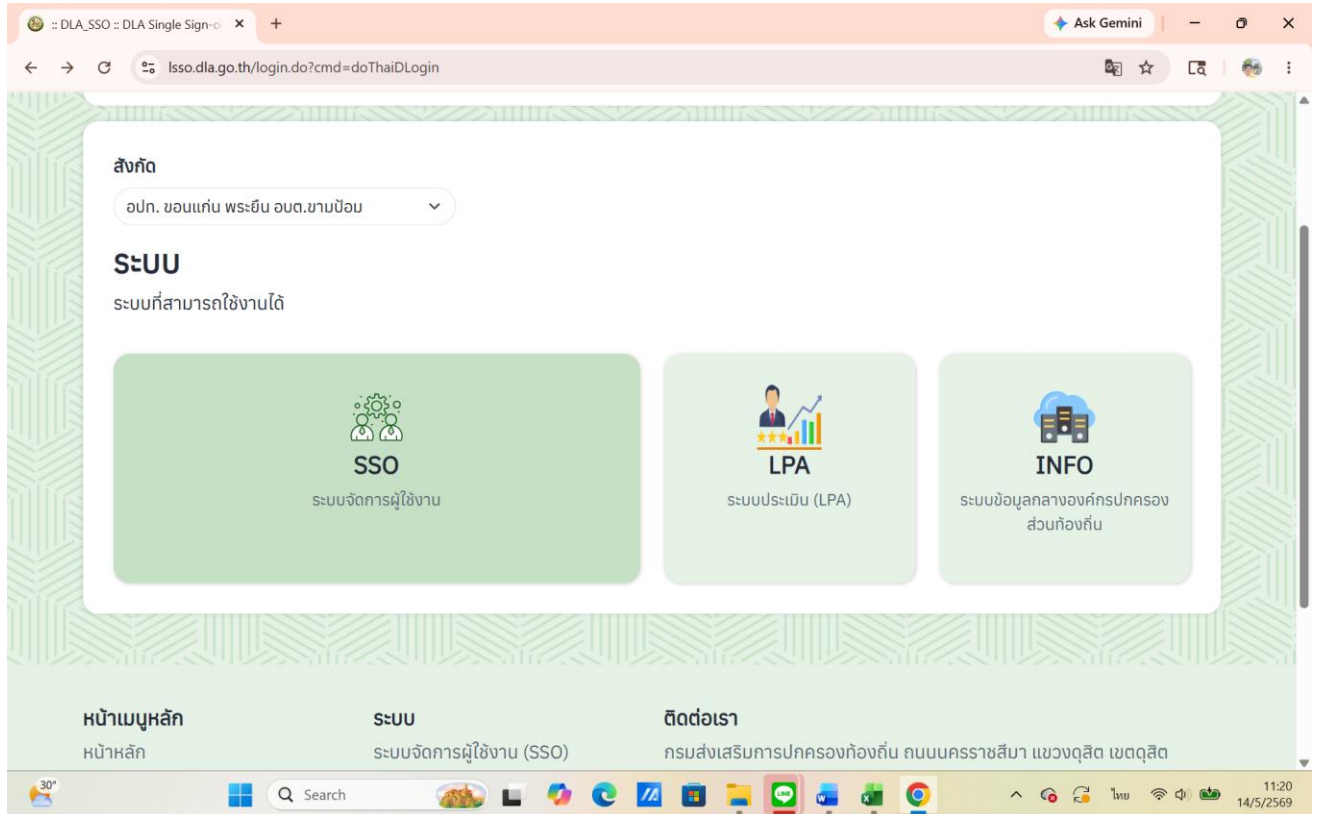 :: DLA_SSO :: DLA Single Sign-o
Ask Gemini
lsso.dla.go.th/login.do?cmd=doThaiDLogin
สังกัด
อปท. ขอนแก่น พระยืน อบต.ขามป้อม
ระบบ
ระบบที่สามารถใช้งานได้
SSO
ระบบจัดการผู้ใช้งาน
LPA
ระบบประเมิน (LPA)
INFO
ระบบข้อมูลกลางองค์กรปกครอง
ส่วนท้องถิ่น
หน้าเมนูหลัก
หน้าหลัก
ระบบ
ระบบจัดการผู้ใช้งาน (SSO)
ติดต่อเรา
กรมส่งเสริมการปกครองท้องถิ่น ถนนนครราชสีมา แขวงดุสิต เขตดุสิต
30°
Search
LINE
ไทย
11:20
14/5/2569